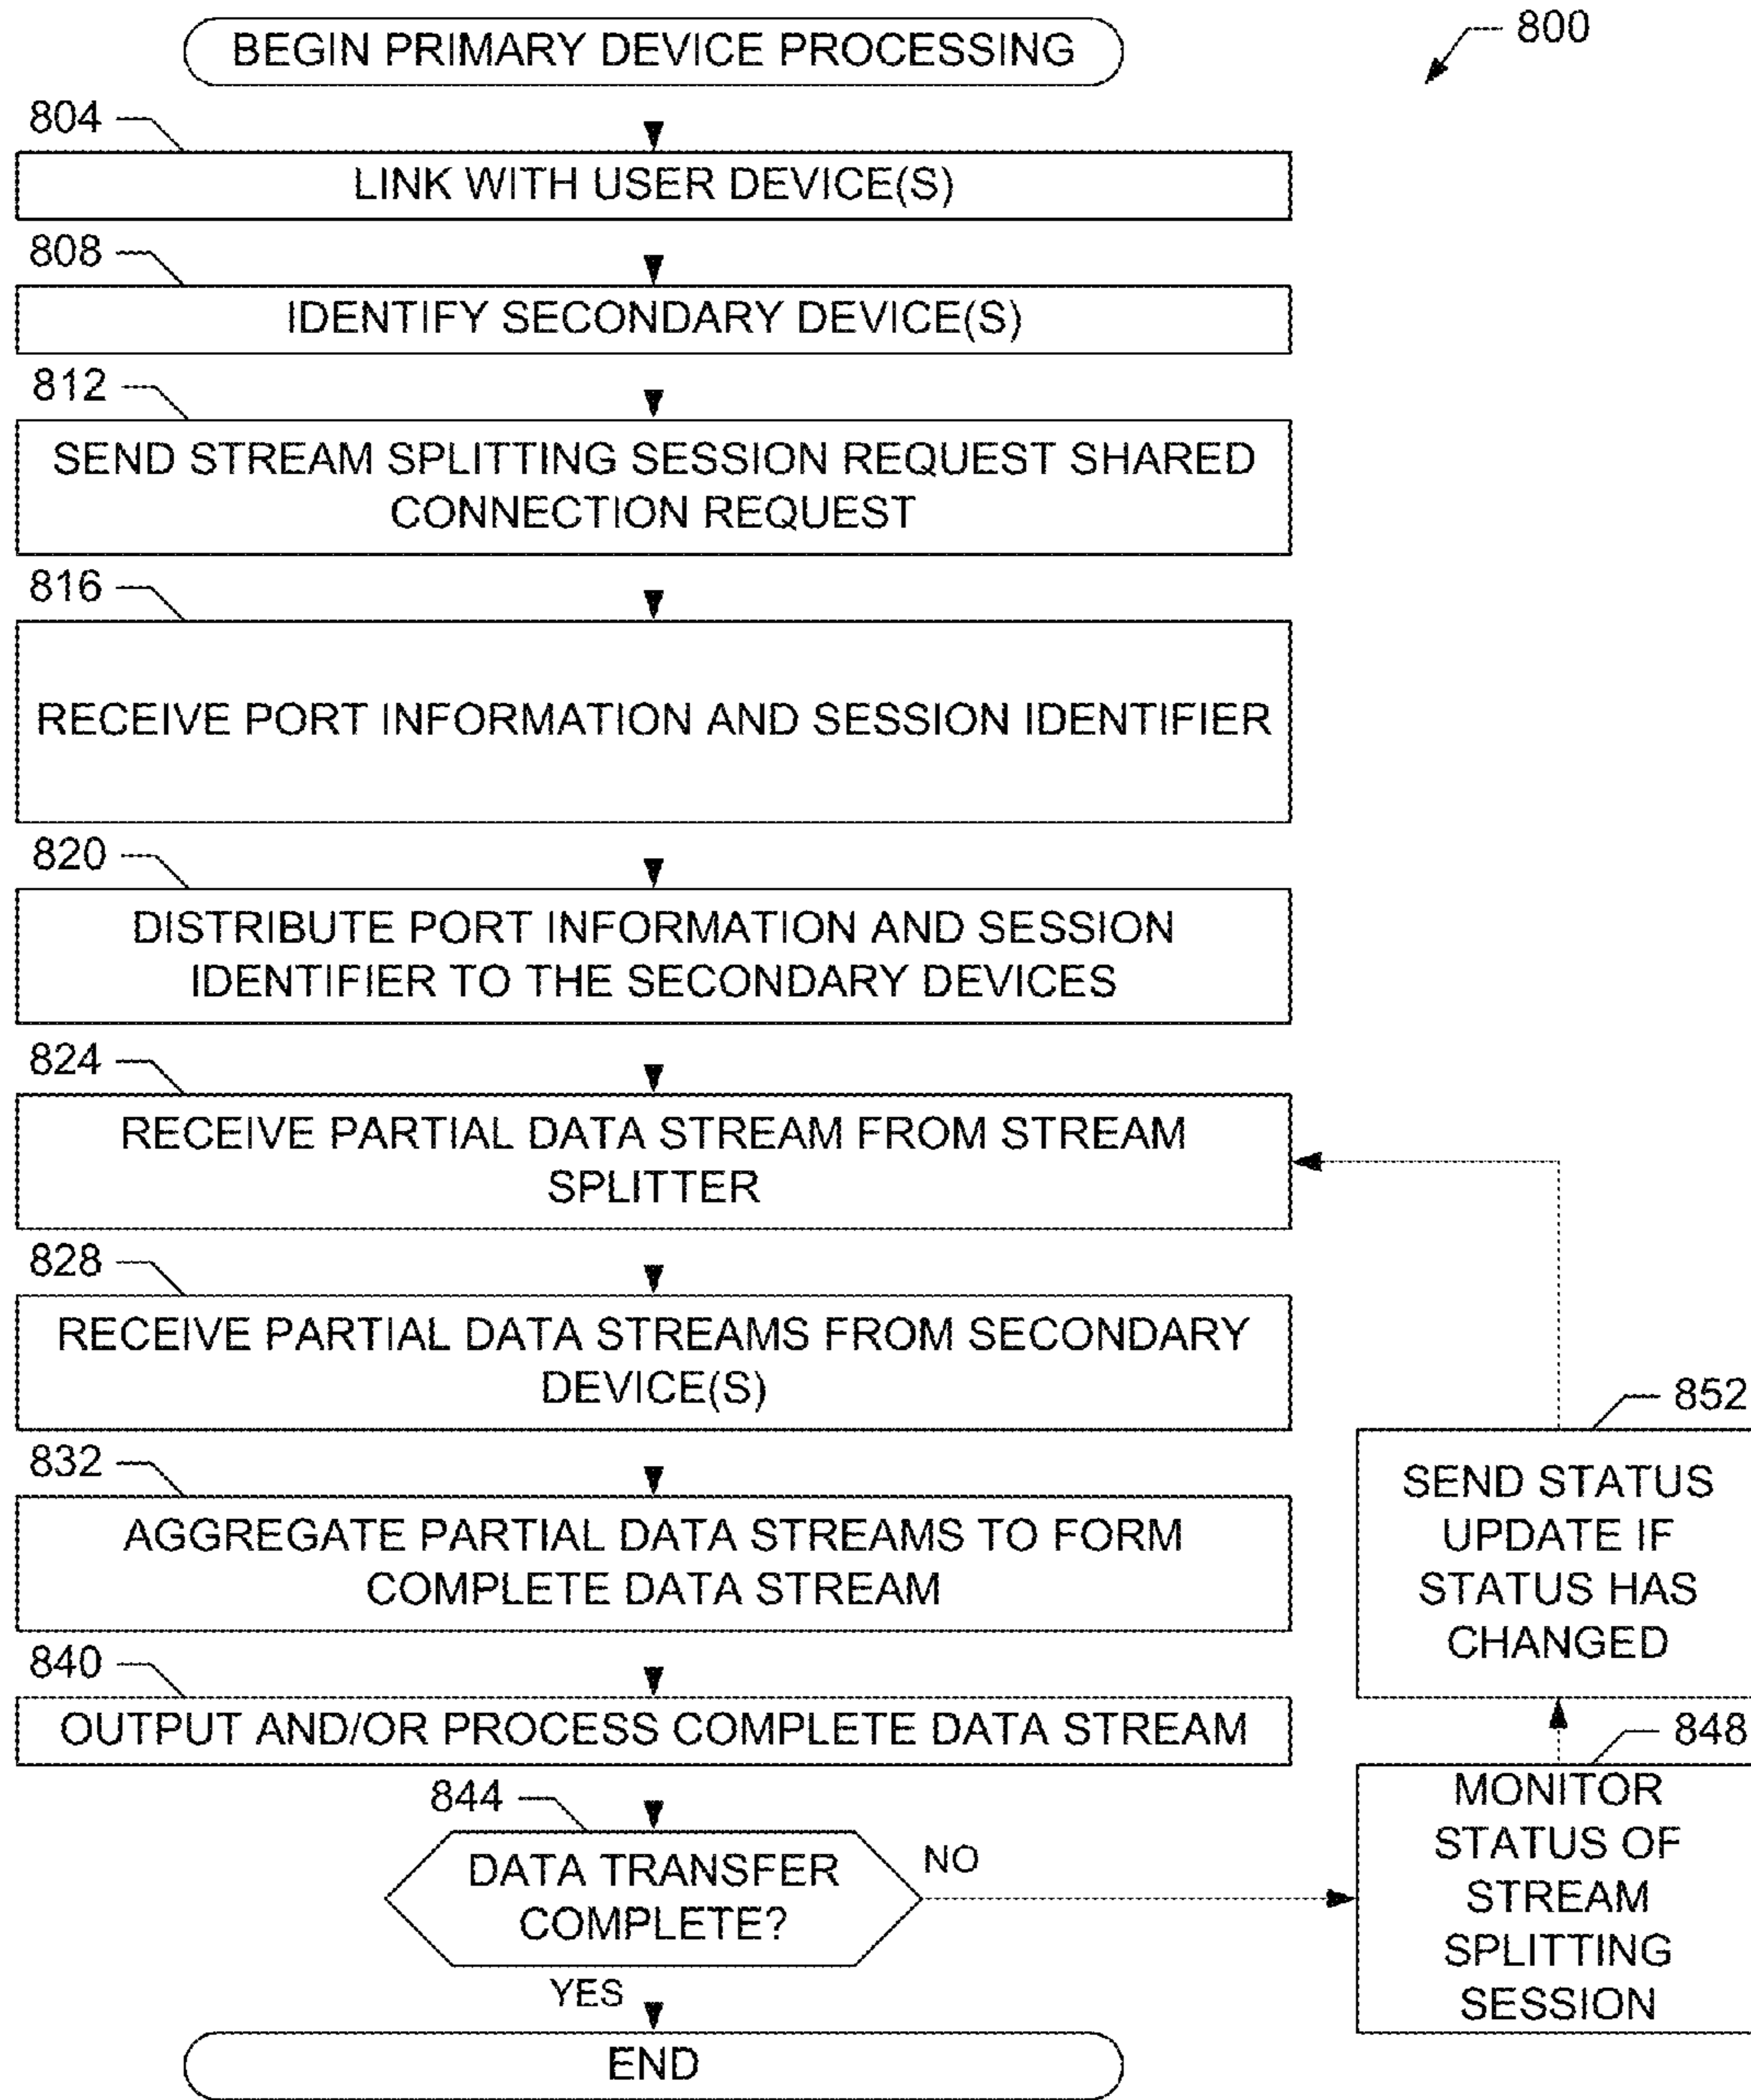 800
BEGIN PRIMARY DEVICE PROCESSING
804
LINK WITH USER DEVICE(S)
808
IDENTIFY SECONDARY DEVICE(S)
812
SEND STREAM SPLITTING SESSION REQUEST SHARED
CONNECTION REQUEST
816
RECEIVE PORT INFORMATION AND SESSION IDENTIFIER
820
DISTRIBUTE PORT INFORMATION AND SESSION
IDENTIFIER TO THE SECONDARY DEVICES
824
RECEIVE PARTIAL DATA STREAM FROM STREAM
SPLITTER
828
RECEIVE PARTIAL DATA STREAMS FROM SECONDARY
DEVICE(S)
832
AGGREGATE PARTIAL DATA STREAMS TO FORM
COMPLETE DATA STREAM
840
OUTPUT AND/OR PROCESS COMPLETE DATA STREAM
844
DATA TRANSFER
COMPLETE?
NO
YES
END
852
SEND STATUS
UPDATE IF
STATUS HAS
CHANGED
848
MONITOR
STATUS OF
STREAM
SPLITTING
SESSION